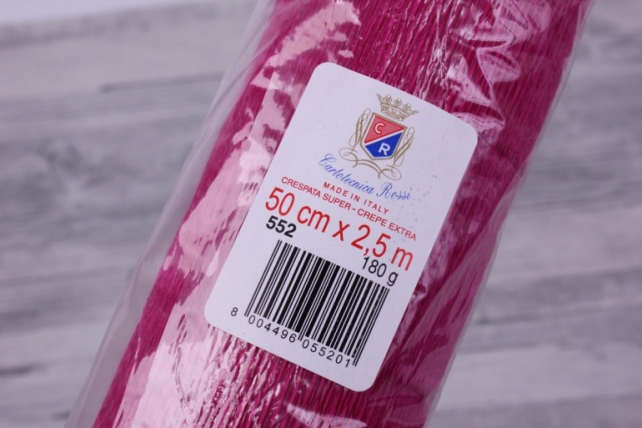 C
R
Cartotecnica Rossi
MADE IN ITALY
CRESPATA SUPER - CREPE EXTRA
50 cm x 2,5 m
552
180 g
8 004496 055201